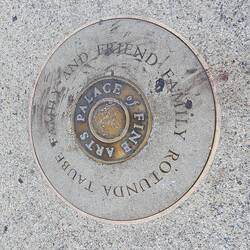 TAUBE FAMILY AND FRIEND FAMILY ROTUNDA
PALACE of FINE ARTS